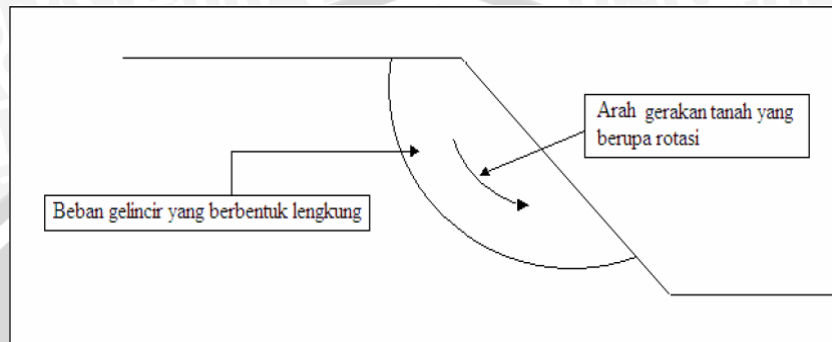 Arah gerakan tanah yang
berupa rotasi
Beban gelincir yang berbentuk lengkung